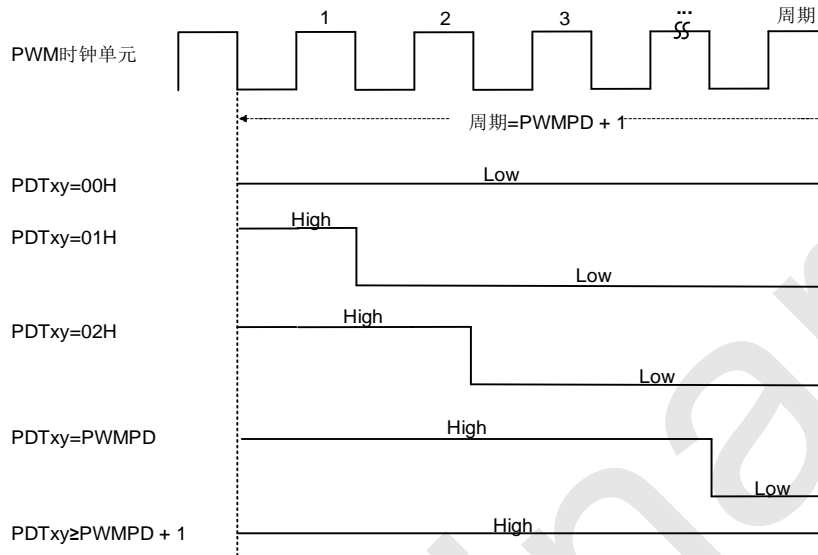 1 2 3 ... 周期
PWM时钟单元
周期=PWMPD + 1
PDTxy=00H Low
PDTxy=01H High Low
PDTxy=02H High Low
PDTxy=PWMPD High Low
PDTxy≥PWMPD + 1 High